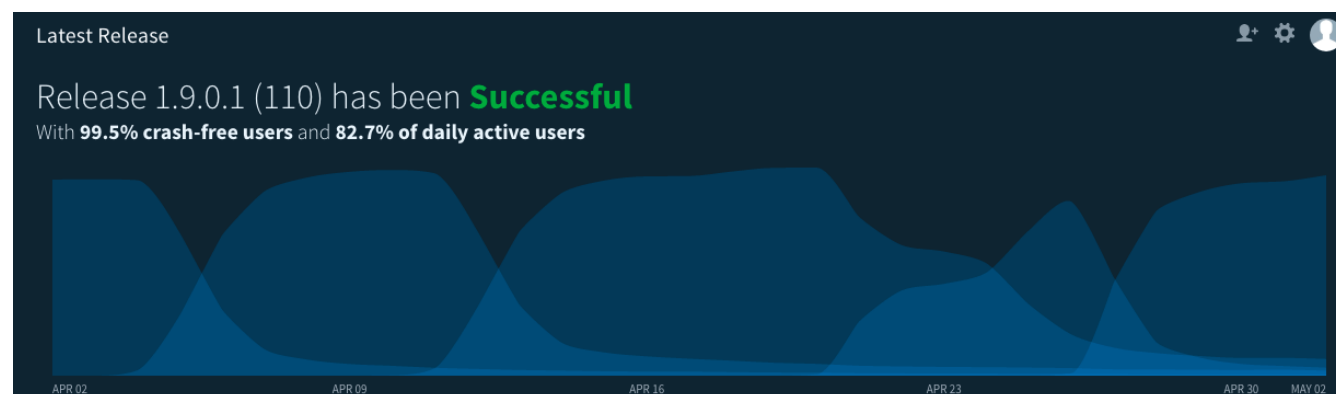 Latest Release
Release 1.9.0.1 (110) has been Successful
With 99.5% crash-free users and 82.7% of daily active users
APR 02 APR 09 APR 16 APR 23 APR 30 MAY 02